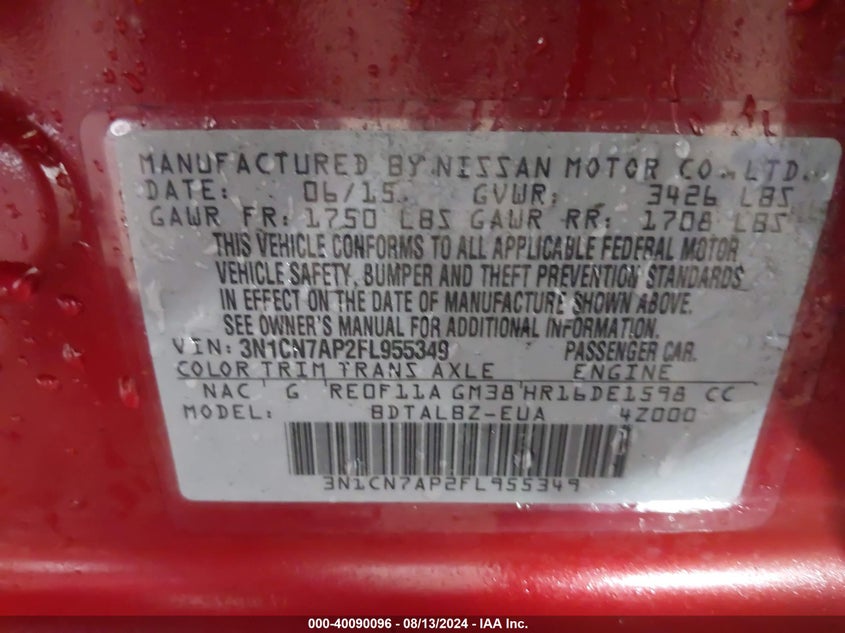 MANUFACTURED BY NISSAN MOTOR CO., LTD.
DATE: 06/15 GVWR: 3426 LBS
GAWR FR: 1750 LBS GAWR RR: 1708 LBS
THIS VEHICLE CONFORMS TO ALL APPLICABLE FEDERAL MOTOR
VEHICLE SAFETY, BUMPER AND THEFT PREVENTION STANDARDS
IN EFFECT ON THE DATE OF MANUFACTURE SHOWN ABOVE.
SEE OWNER'S MANUAL FOR ADDITIONAL INFORMATION.
VIN: 3N1CN7AP2FL955349 PASSENGER CAR.
COLOR TRIM TRANS AXLE ENGINE
NAC G RE0F11A GM38 HR16DE1598 CC
MODEL: BDTALBZ-EUA 4Z000
3N1CN7AP2FL955349
000-40090096 - 08/13/2024 - IAA Inc.